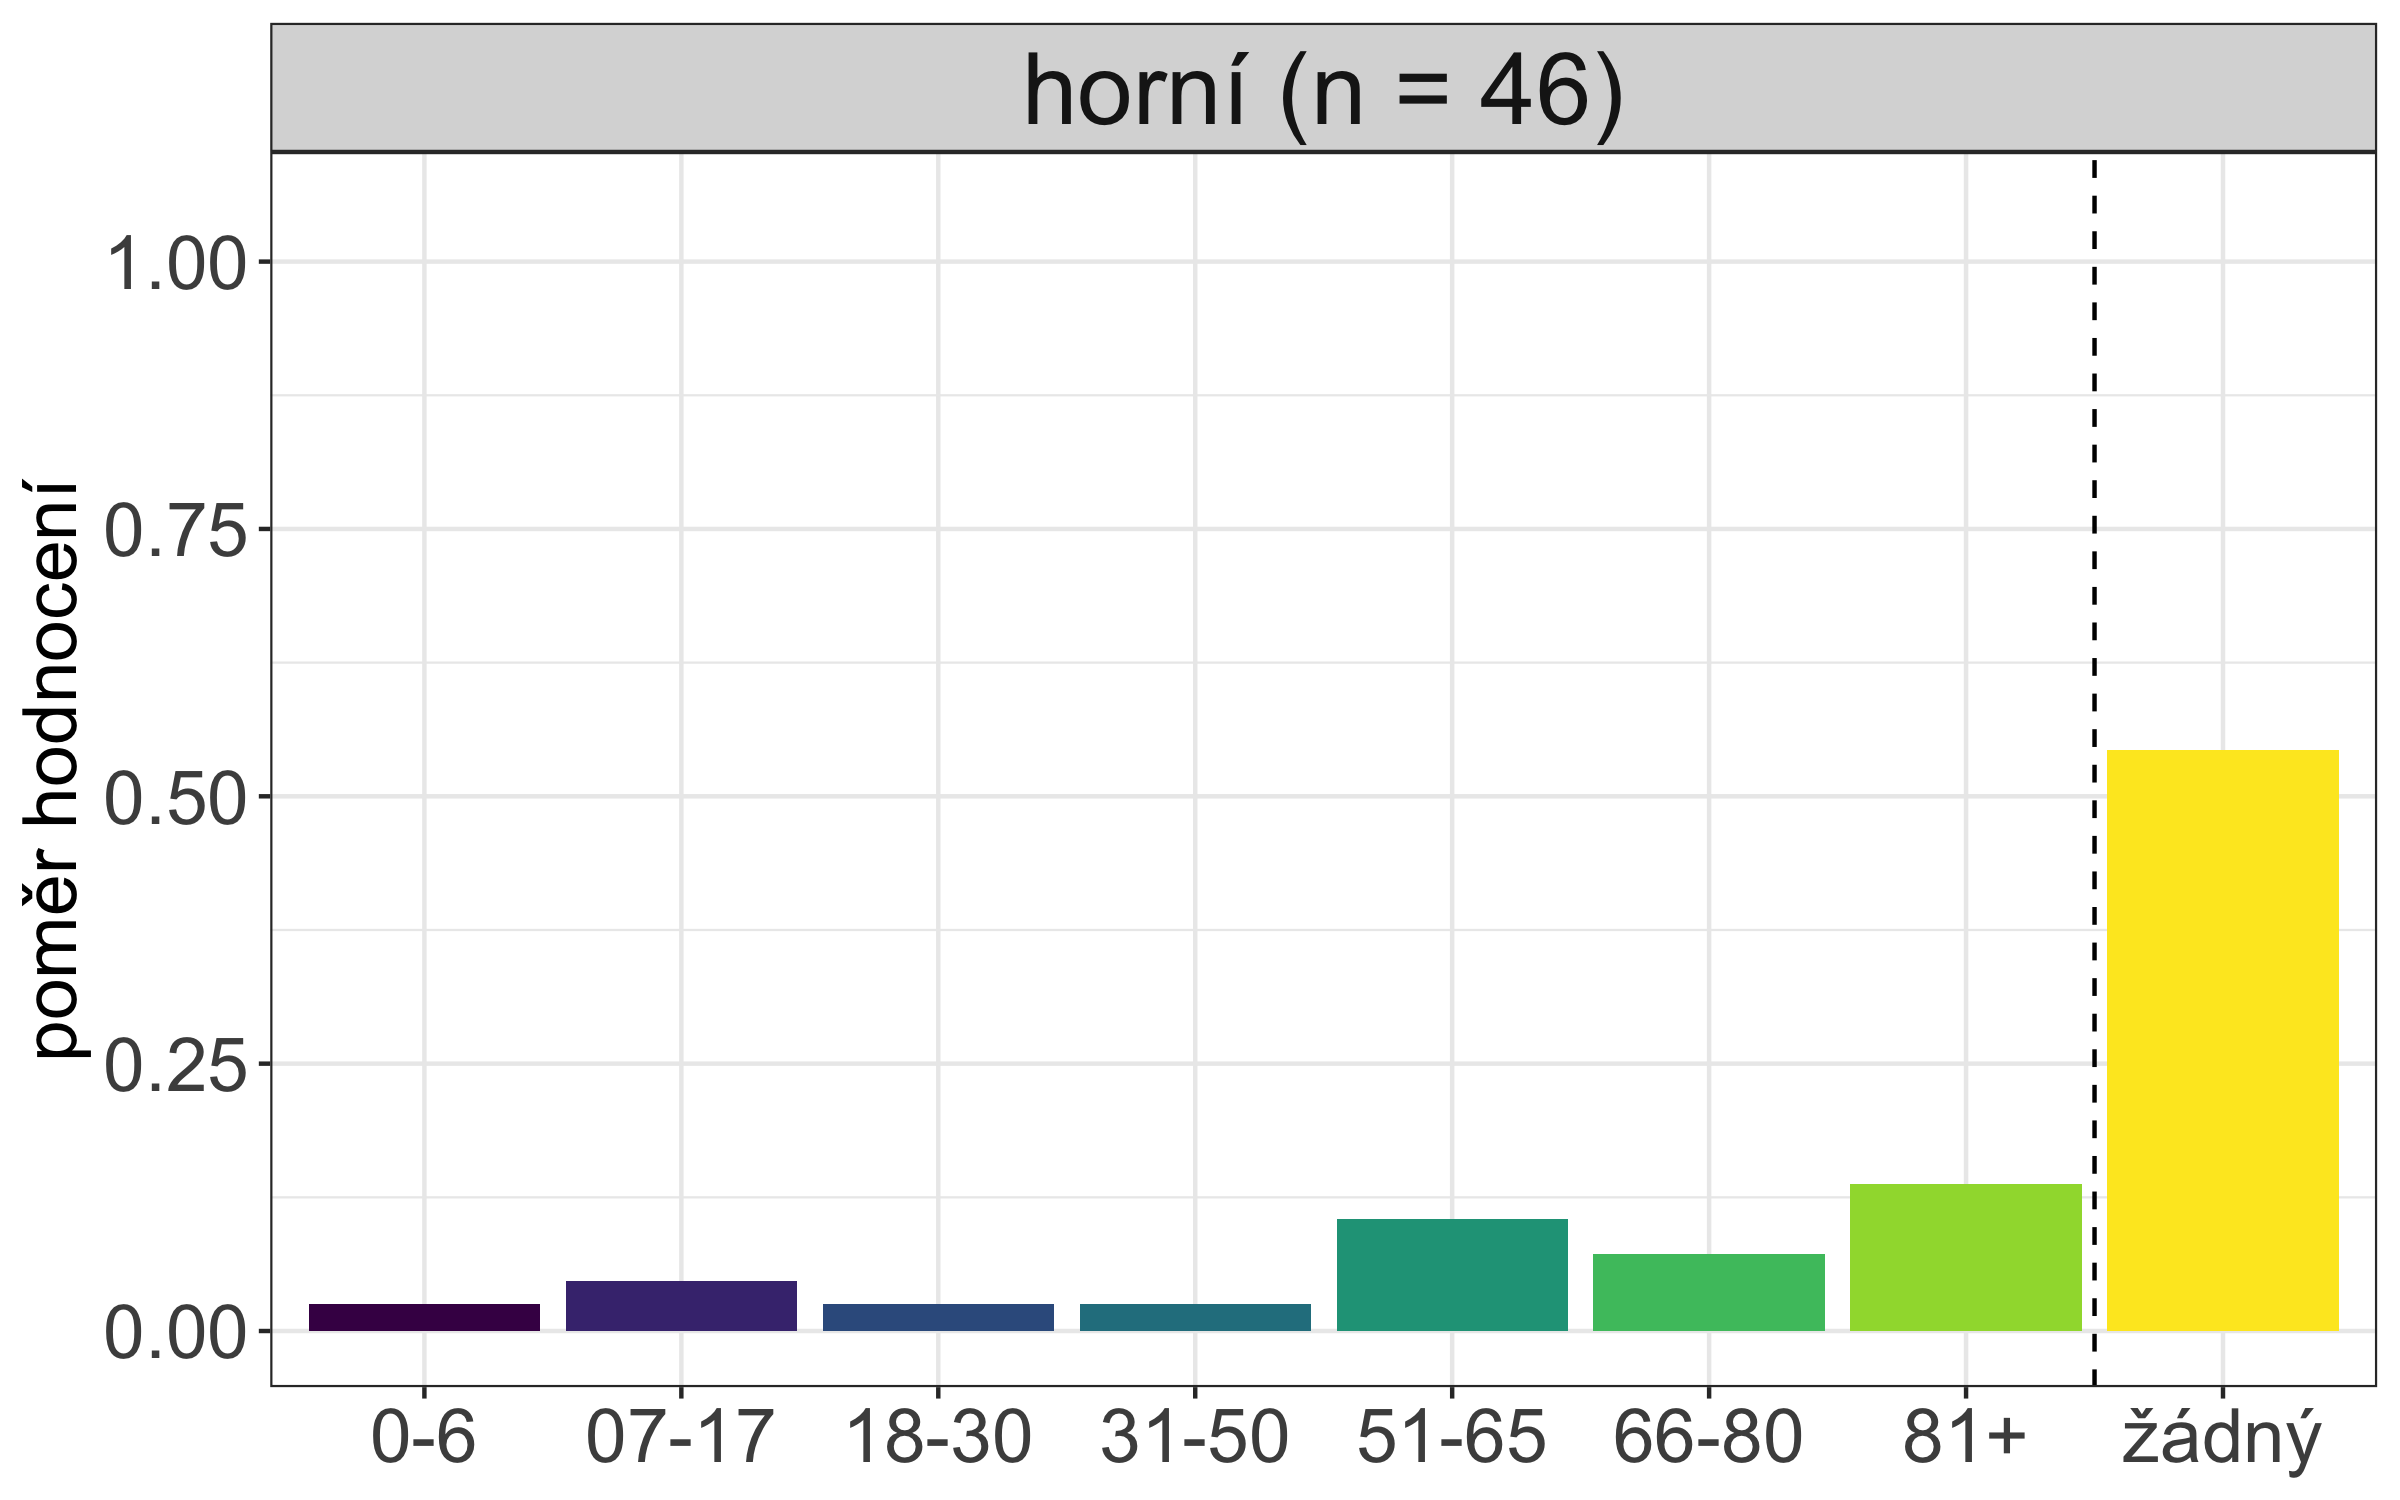 horní (n = 46)
poměr hodnocení
1.00
0.75
0.50
0.25
0.00
0-6 07-17 18-30 31-50 51-65 66-80 81+ žádný